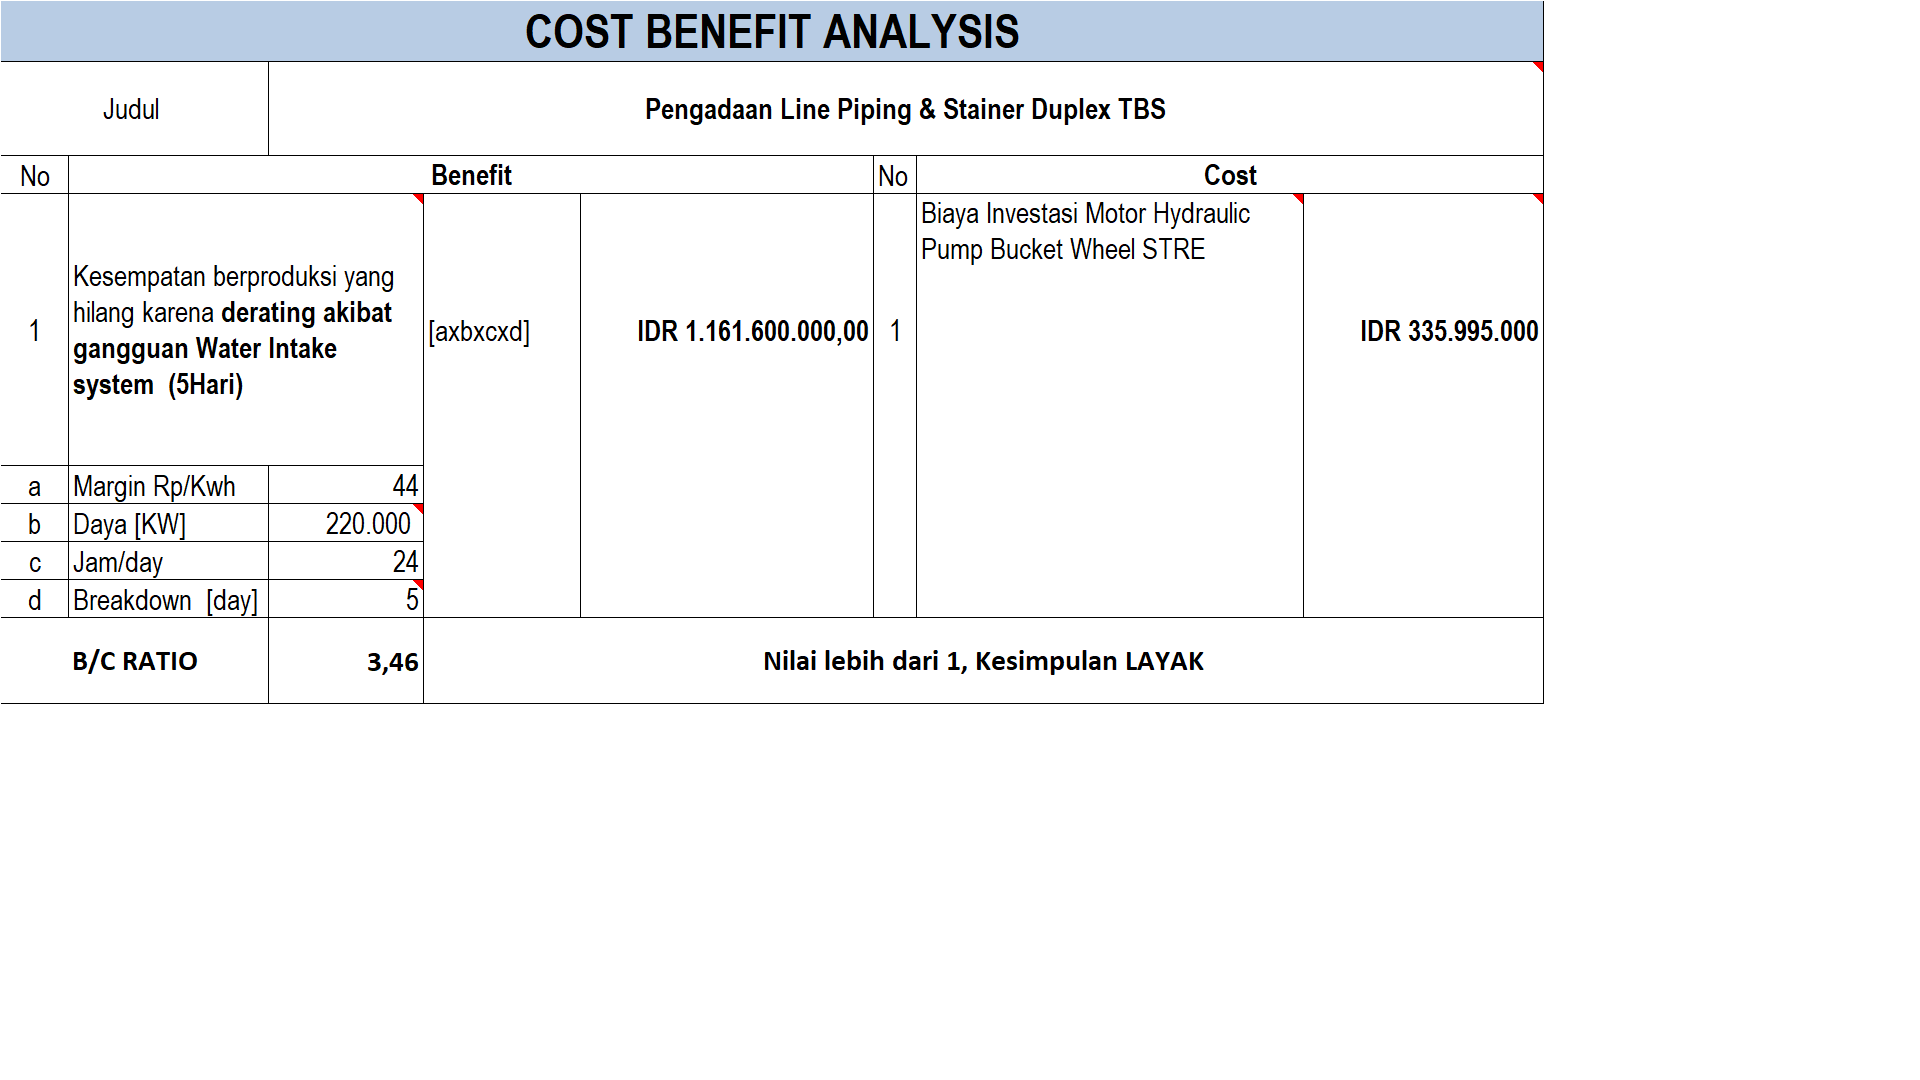 COST BENEFIT ANALYSIS
Judul
Pengadaan Line Piping & Stainer Duplex TBS
No
Benefit
No
Cost
1
Kesempatan berproduksi yang
hilang karena derating akibat
gangguan Water Intake
system (5Hari)
[axbxcxd]
IDR 1.161.600.000,00
1
Biaya Investasi Motor Hydraulic
Pump Bucket Wheel STRE
IDR 335.995.000
a
Margin Rp/Kwh
44
b
Daya [KW]
220.000
c
Jam/day
24
d
Breakdown [day]
5
B/C RATIO
3,46
Nilai lebih dari 1, Kesimpulan LAYAK